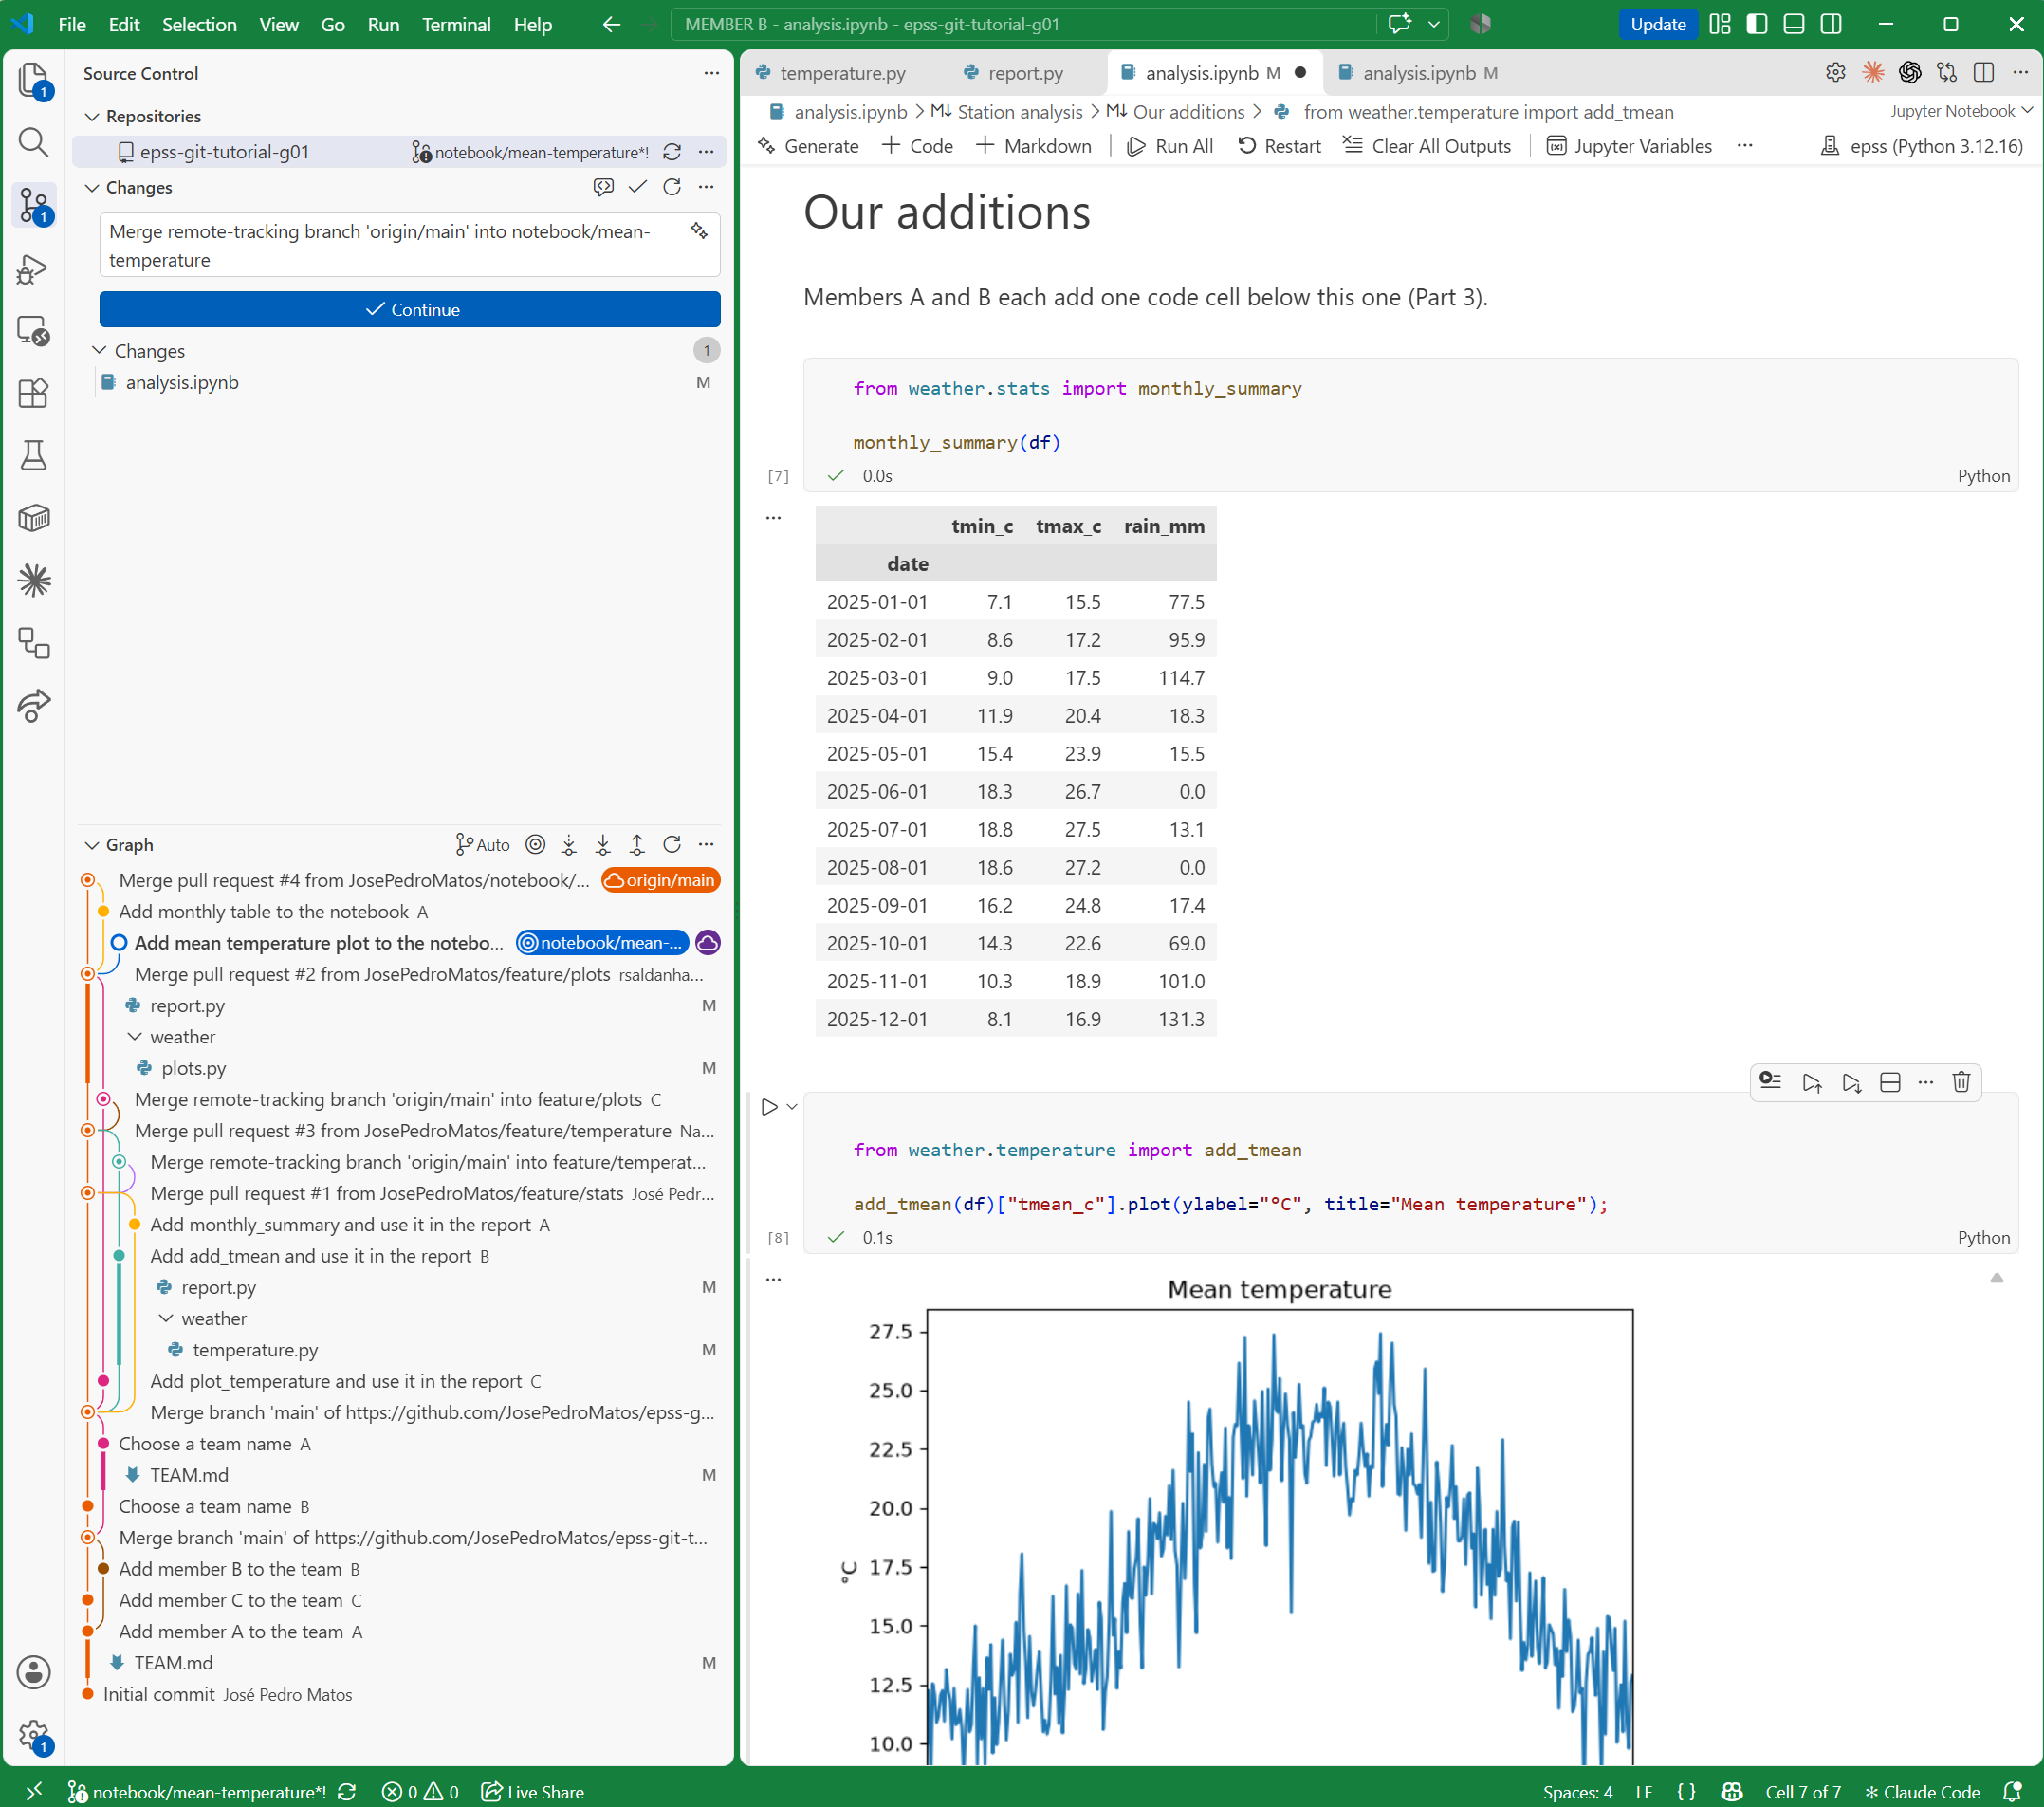 File Edit Selection View Go Run Terminal Help
MEMBER B - analysis.ipynb - epss-git-tutorial-g01
Update
Source Control
Repositories
epss-git-tutorial-g01 notebook/mean-temperature*!
Changes
Merge remote-tracking branch 'origin/main' into notebook/mean-
temperature
Continue
Changes 1
analysis.ipynb M
Graph Auto
Merge pull request #4 from JosePedroMatos/notebook/... origin/main
Add monthly table to the notebook A
Add mean temperature plot to the notebo... notebook/mean-...
Merge pull request #2 from JosePedroMatos/feature/plots rsaldanha...
report.py M
weather
plots.py M
Merge remote-tracking branch 'origin/main' into feature/plots C
Merge pull request #3 from JosePedroMatos/feature/temperature Na...
Merge remote-tracking branch 'origin/main' into feature/temperat...
Merge pull request #1 from JosePedroMatos/feature/stats José Pedr...
Add monthly_summary and use it in the report A
Add add_tmean and use it in the report B
report.py M
weather
temperature.py M
Add plot_temperature and use it in the report C
Merge branch 'main' of https://github.com/JosePedroMatos/epss-g...
Choose a team name A
TEAM.md M
Choose a team name B
Merge branch 'main' of https://github.com/JosePedroMatos/epss-git-t...
Add member B to the team B
Add member C to the team C
Add member A to the team A
TEAM.md M
Initial commit José Pedro Matos
1
1
1
temperature.py report.py analysis.ipynb M analysis.ipynb M
analysis.ipynb > M↓ Station analysis > M↓ Our additions > from weather.temperature import add_tmean
Jupyter Notebook
Generate + Code + Markdown Run All Restart Clear All Outputs Jupyter Variables ... epss (Python 3.12.16)
Our additions
Members A and B each add one code cell below this one (Part 3).
from weather.stats import monthly_summary
monthly_summary(df)
[7] 0.0s Python
tmin_c tmax_c rain_mm
date
2025-01-01 7.1 15.5 77.5
2025-02-01 8.6 17.2 95.9
2025-03-01 9.0 17.5 114.7
2025-04-01 11.9 20.4 18.3
2025-05-01 15.4 23.9 15.5
2025-06-01 18.3 26.7 0.0
2025-07-01 18.8 27.5 13.1
2025-08-01 18.6 27.2 0.0
2025-09-01 16.2 24.8 17.4
2025-10-01 14.3 22.6 69.0
2025-11-01 10.3 18.9 101.0
2025-12-01 8.1 16.9 131.3
from weather.temperature import add_tmean
add_tmean(df)["tmean_c"].plot(ylabel="°C", title="Mean temperature");
[8] 0.1s Python
Mean temperature
27.5
25.0
22.5
20.0
17.5
15.0
12.5
10.0
°C
notebook/mean-temperature*! 0 0 Live Share
Spaces: 4 LF { } Cell 7 of 7 Claude Code